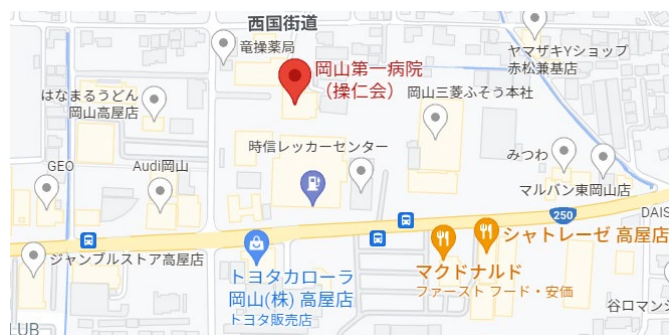 西国街道
竜操薬局
岡山第一病院
（操仁会）
ヤマザキYショップ
赤松兼基店
はなまるうどん
岡山高屋店
岡山三菱ふそう本社
時信レッカーセンター
みつわ
GEO
Audi岡山
マルバン東岡山店
250
DAIS
シャトレーゼ 高屋店
ジャンブルストア高屋店
トヨタカローラ
岡山(株) 高屋店
トヨタ販売店
マクドナルド
ファースト フード・安価
谷口マンシ
LUB